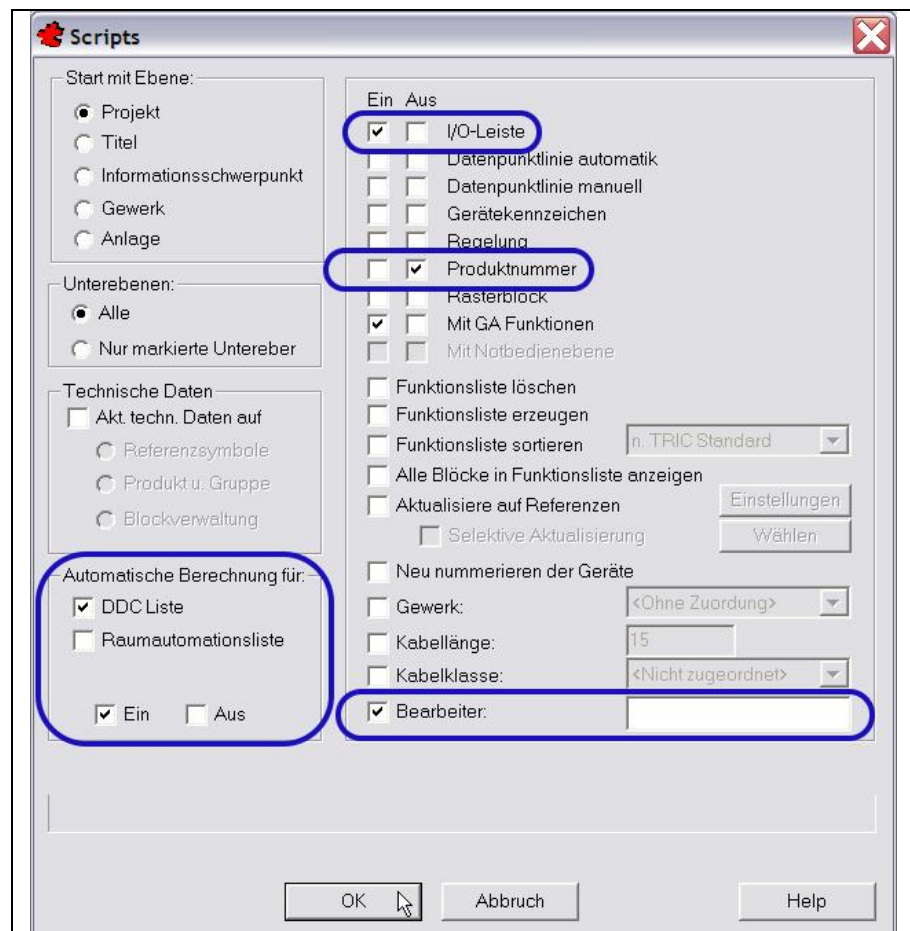 Scripts
Start mit Ebene:
Projekt
Titel
Informationsschwerpunkt
Gewerk
Anlage
Unterebenen:
Alle
Nur markierte Untereber
Technische Daten
Akt. techn. Daten auf
Referenzsymbole
Produkt u. Gruppe
Blockverwaltung
Automatische Berechnung für:
DDC Liste
Raumautomationsliste
Ein Aus
Ein Aus
I/O-Leiste
Datenpunktlinie automatik
Datenpunktlinie manuell
Gerätekennzeichen
Regelung
Produktnummer
Rasterblock
Mit GA Funktionen
Mit Notbedienebene
Funktionsliste löschen
Funktionsliste erzeugen
Funktionsliste sortieren n. TRIC Standard
Alle Blöcke in Funktionsliste anzeigen
Aktualisiere auf Referenzen Einstellungen
Selektive Aktualisierung Wählen
Neu nummerieren der Geräte
Gewerk: <Ohne Zuordung>
Kabellänge: 15
Kabelklasse: <Nicht zugeordnet>
Bearbeiter:
OK Abbruch Help